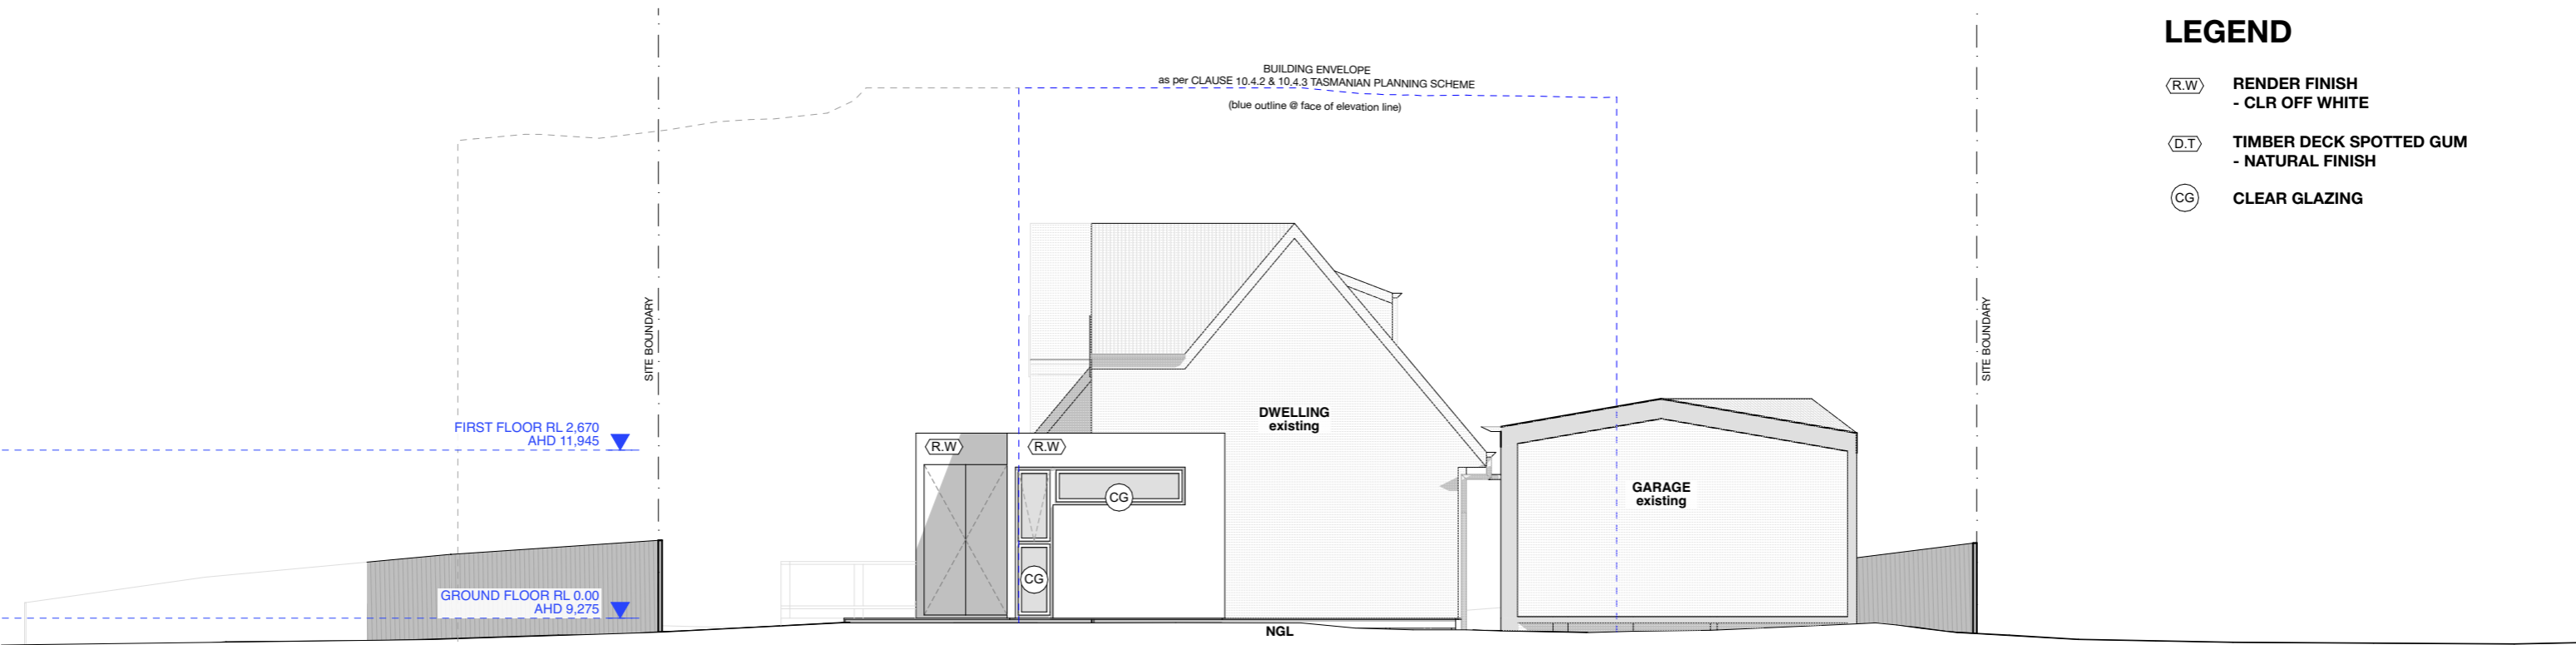 BUILDING ENVELOPE
as per CLAUSE 10.4.2 & 10.4.3 TASMANIAN PLANNING SCHEME
(blue outline @ face of elevation line)
SITE BOUNDARY
FIRST FLOOR RL 2,670
AHD 11,945
GROUND FLOOR RL 0.00
AHD 9,275
R.W
R.W
CG
CG
DWELLING
existing
GARAGE
existing
NGL
SITE BOUNDARY
LEGEND
R.W RENDER FINISH
- CLR OFF WHITE
D.T TIMBER DECK SPOTTED GUM
- NATURAL FINISH
CG CLEAR GLAZING